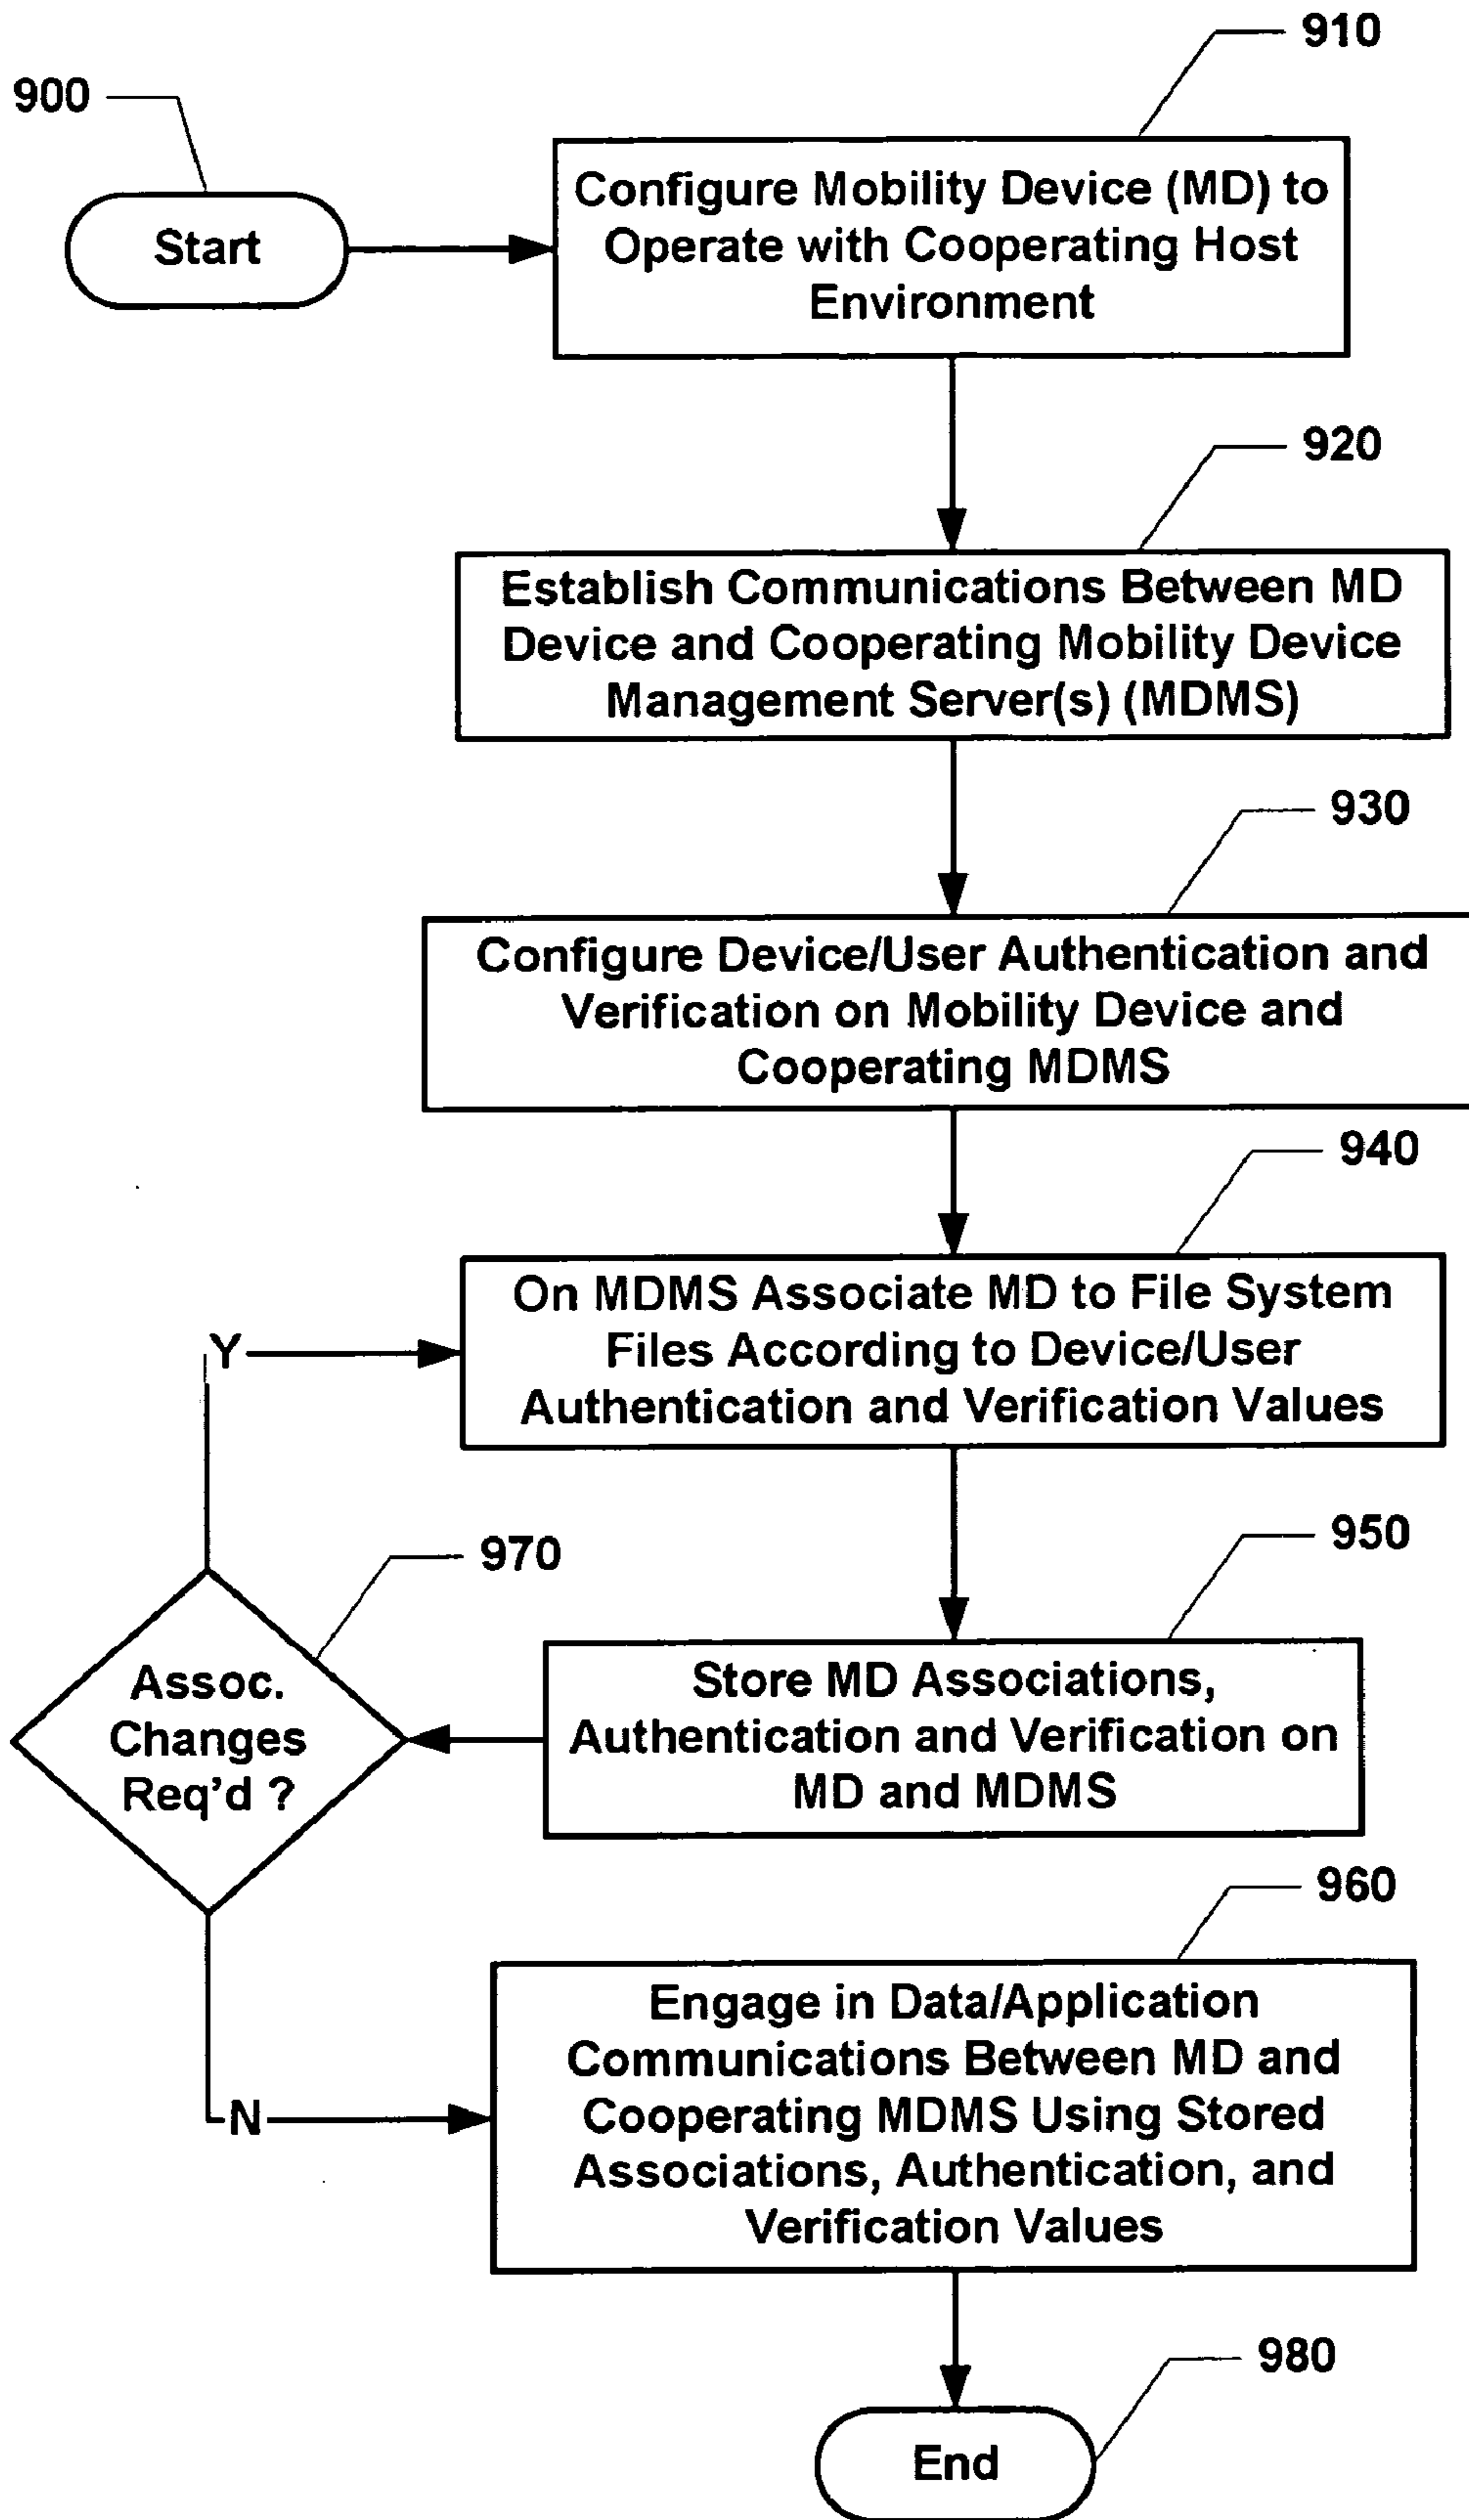 910
900
Start
Configure Mobility Device (MD) to
Operate with Cooperating Host
Environment
920
Establish Communications Between MD
Device and Cooperating Mobility Device
Management Server(s) (MDMS)
930
Configure Device/User Authentication and
Verification on Mobility Device and
Cooperating MDMS
940
On MDMS Associate MD to File System
Files According to Device/User
Authentication and Verification Values
Y
950
970
Store MD Associations,
Authentication and Verification on
MD and MDMS
Assoc.
Changes
Req'd ?
960
Engage in Data/Application
Communications Between MD and
Cooperating MDMS Using Stored
Associations, Authentication, and
Verification Values
N
980
End